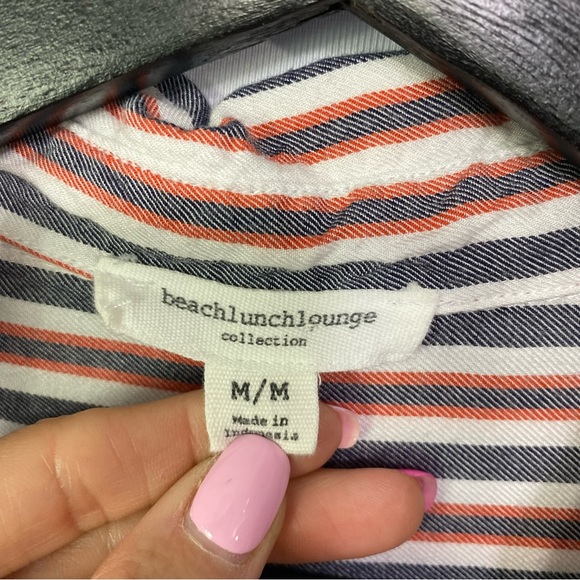 beachlunchlounge
collection
M/M
Made in
Indonesia